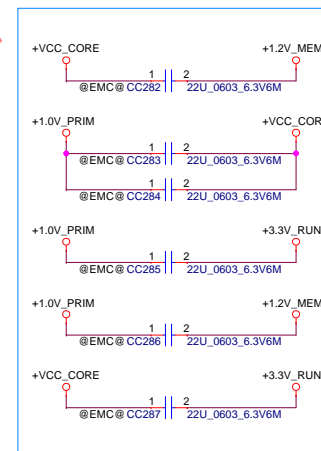 +VCC_CORE +1.2V_MEM
1 2
@EMC@ CC282 22U_0603_6.3V6M
+1.0V_PRIM +VCC_COR
1 2
@EMC@ CC283 22U_0603_6.3V6M
1 2
@EMC@ CC284 22U_0603_6.3V6M
+1.0V_PRIM +3.3V_RUN
1 2
@EMC@ CC285 22U_0603_6.3V6M
+1.0V_PRIM +1.2V_MEM
1 2
@EMC@ CC286 22U_0603_6.3V6M
+VCC_CORE +3.3V_RUN
1 2
@EMC@ CC287 22U_0603_6.3V6M